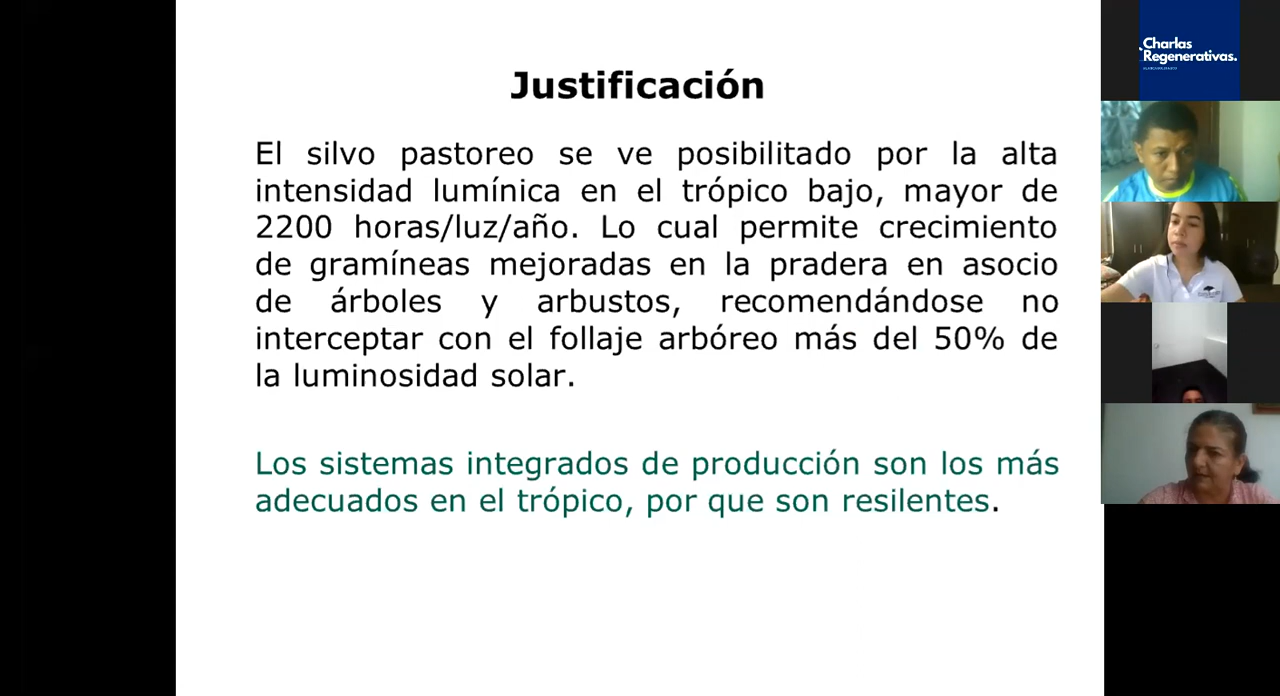 Justificación
El silvo pastoreo se ve posibilitado por la alta
intensidad lumínica en el trópico bajo, mayor de
2200 horas/luz/año. Lo cual permite crecimiento
de gramíneas mejoradas en la pradera en asocio
de árboles y arbustos, recomendándose no
interceptar con el follaje arbóreo más del 50% de
la luminosidad solar.
Los sistemas integrados de producción son los más
adecuados en el trópico, por que son resilentes.
Charlas
Regenerativas.